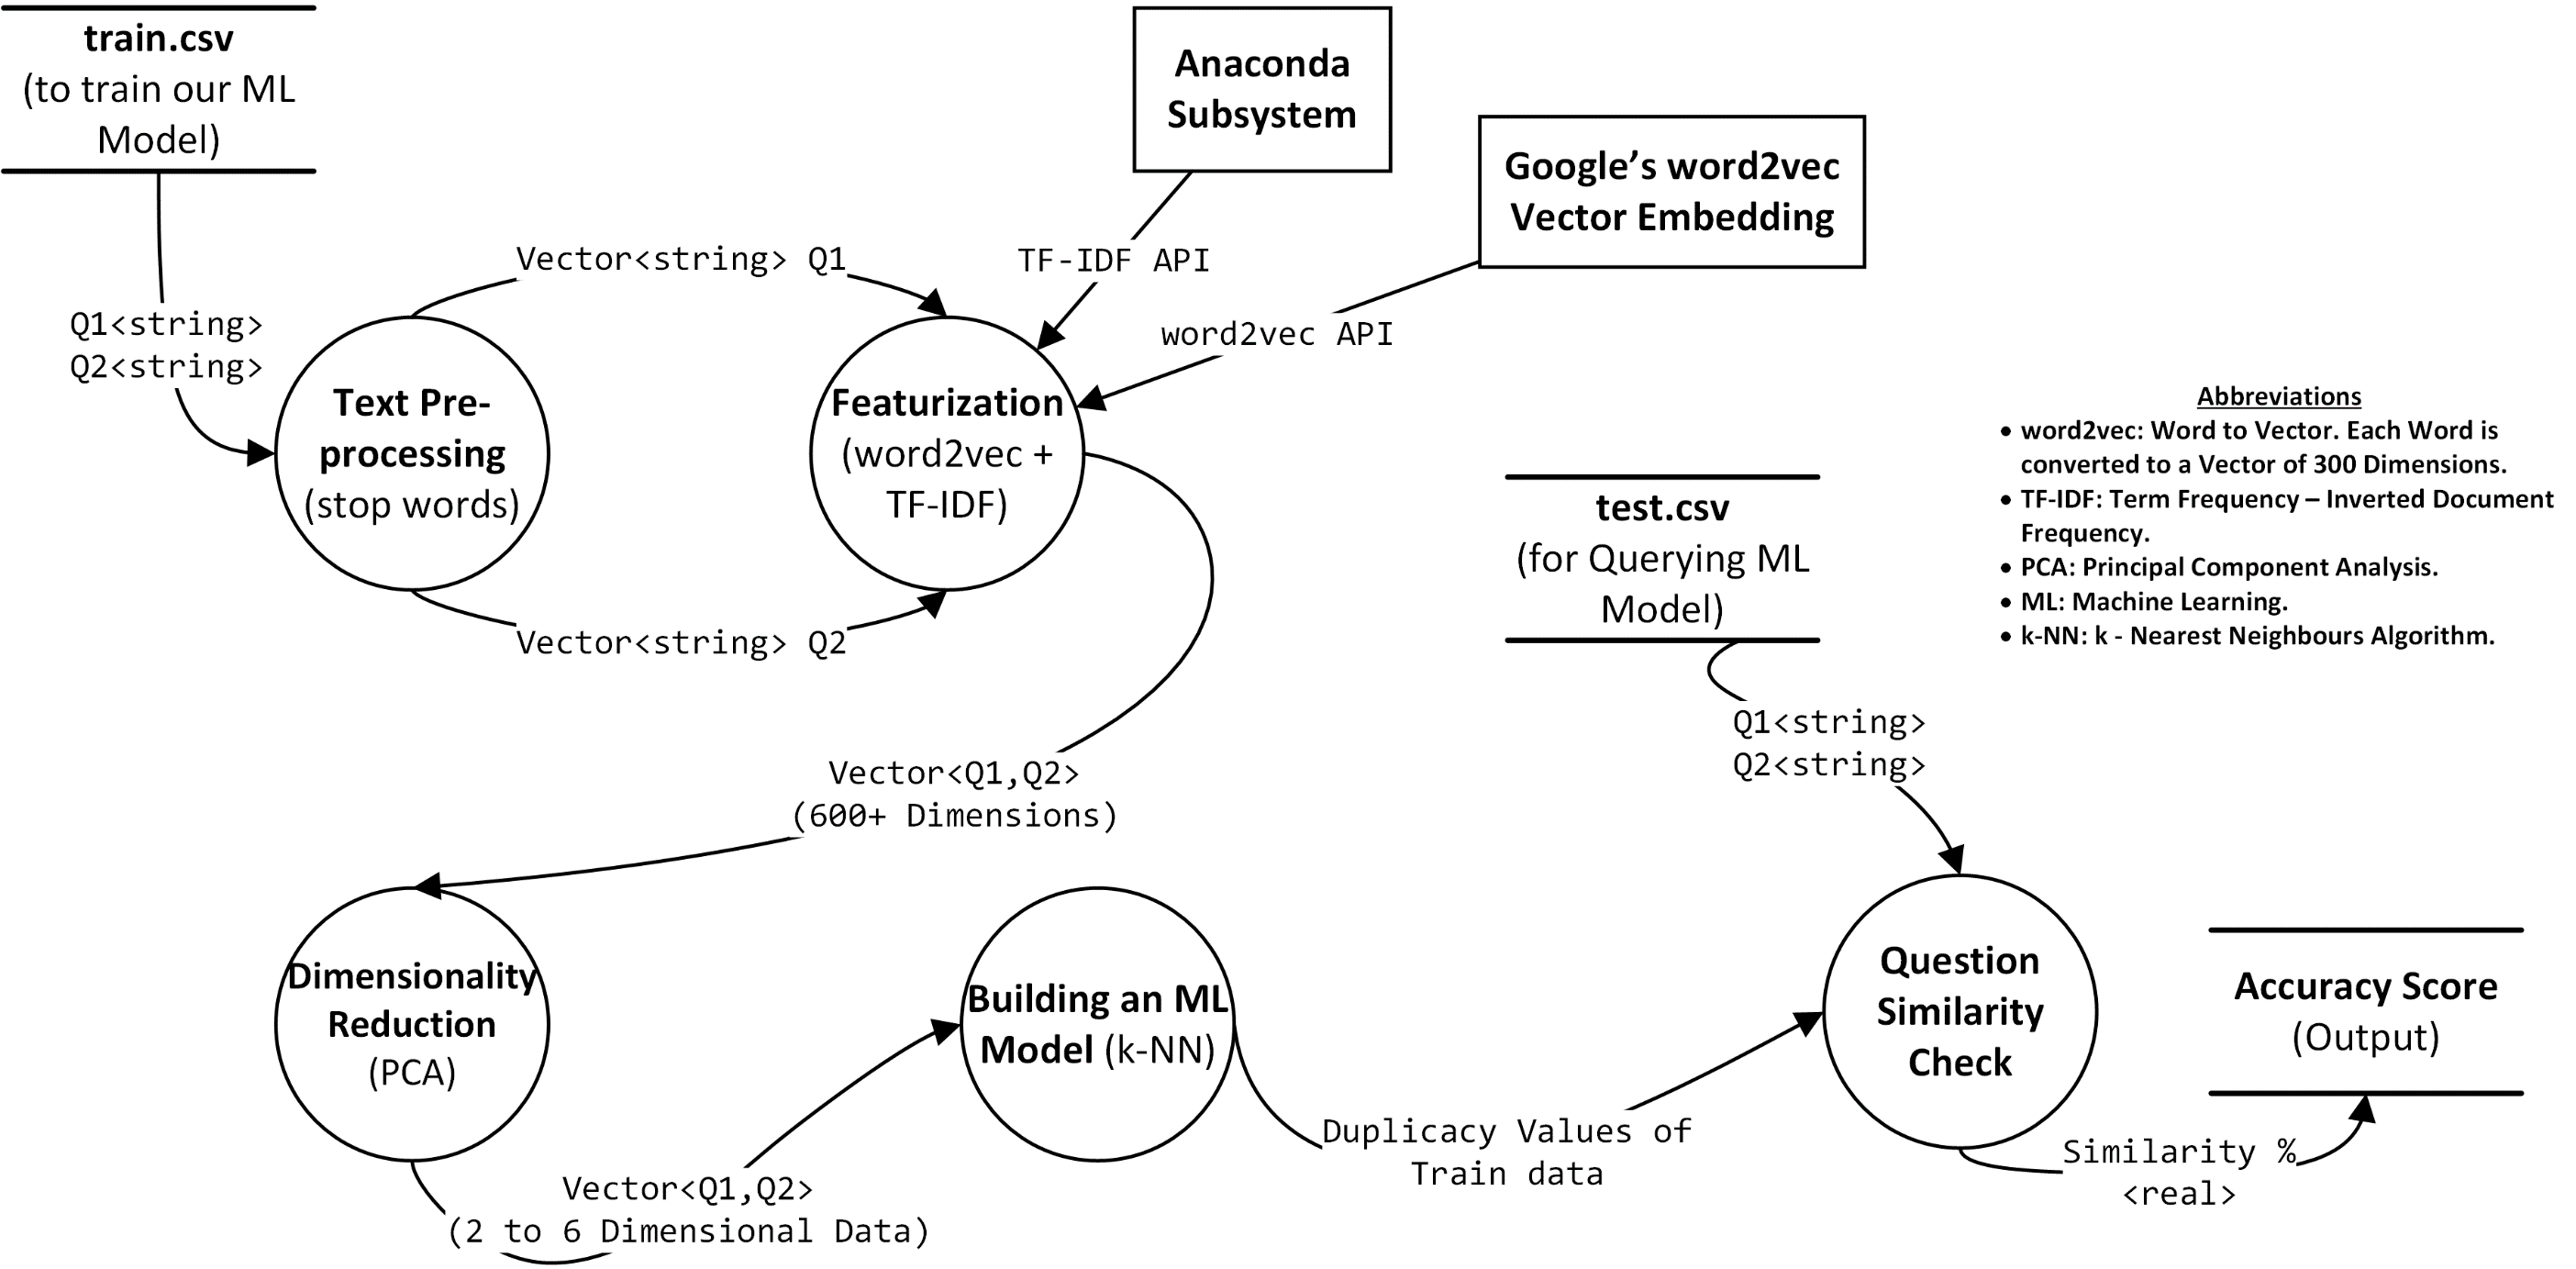 train.csv
(to train our ML
Model)
Anaconda
Subsystem
Google’s word2vec
Vector Embedding
Vector<string> Q1
TF-IDF API
word2vec API
Q1<string>
Q2<string>
Text Pre-
processing
(stop words)
Featurization
(word2vec +
TF-IDF)
Vector<string> Q2
Abbreviations
• word2vec: Word to Vector. Each Word is
converted to a Vector of 300 Dimensions.
• TF-IDF: Term Frequency – Inverted Document
Frequency.
• PCA: Principal Component Analysis.
• ML: Machine Learning.
• k-NN: k - Nearest Neighbours Algorithm.
test.csv
(for Querying ML
Model)
Q1<string>
Q2<string>
Vector<Q1,Q2>
(600+ Dimensions)
Dimensionality
Reduction
(PCA)
Building an ML
Model (k-NN)
Question
Similarity
Check
Accuracy Score
(Output)
Vector<Q1,Q2>
(2 to 6 Dimensional Data)
Duplicacy Values of
Train data
Similarity %
<real>